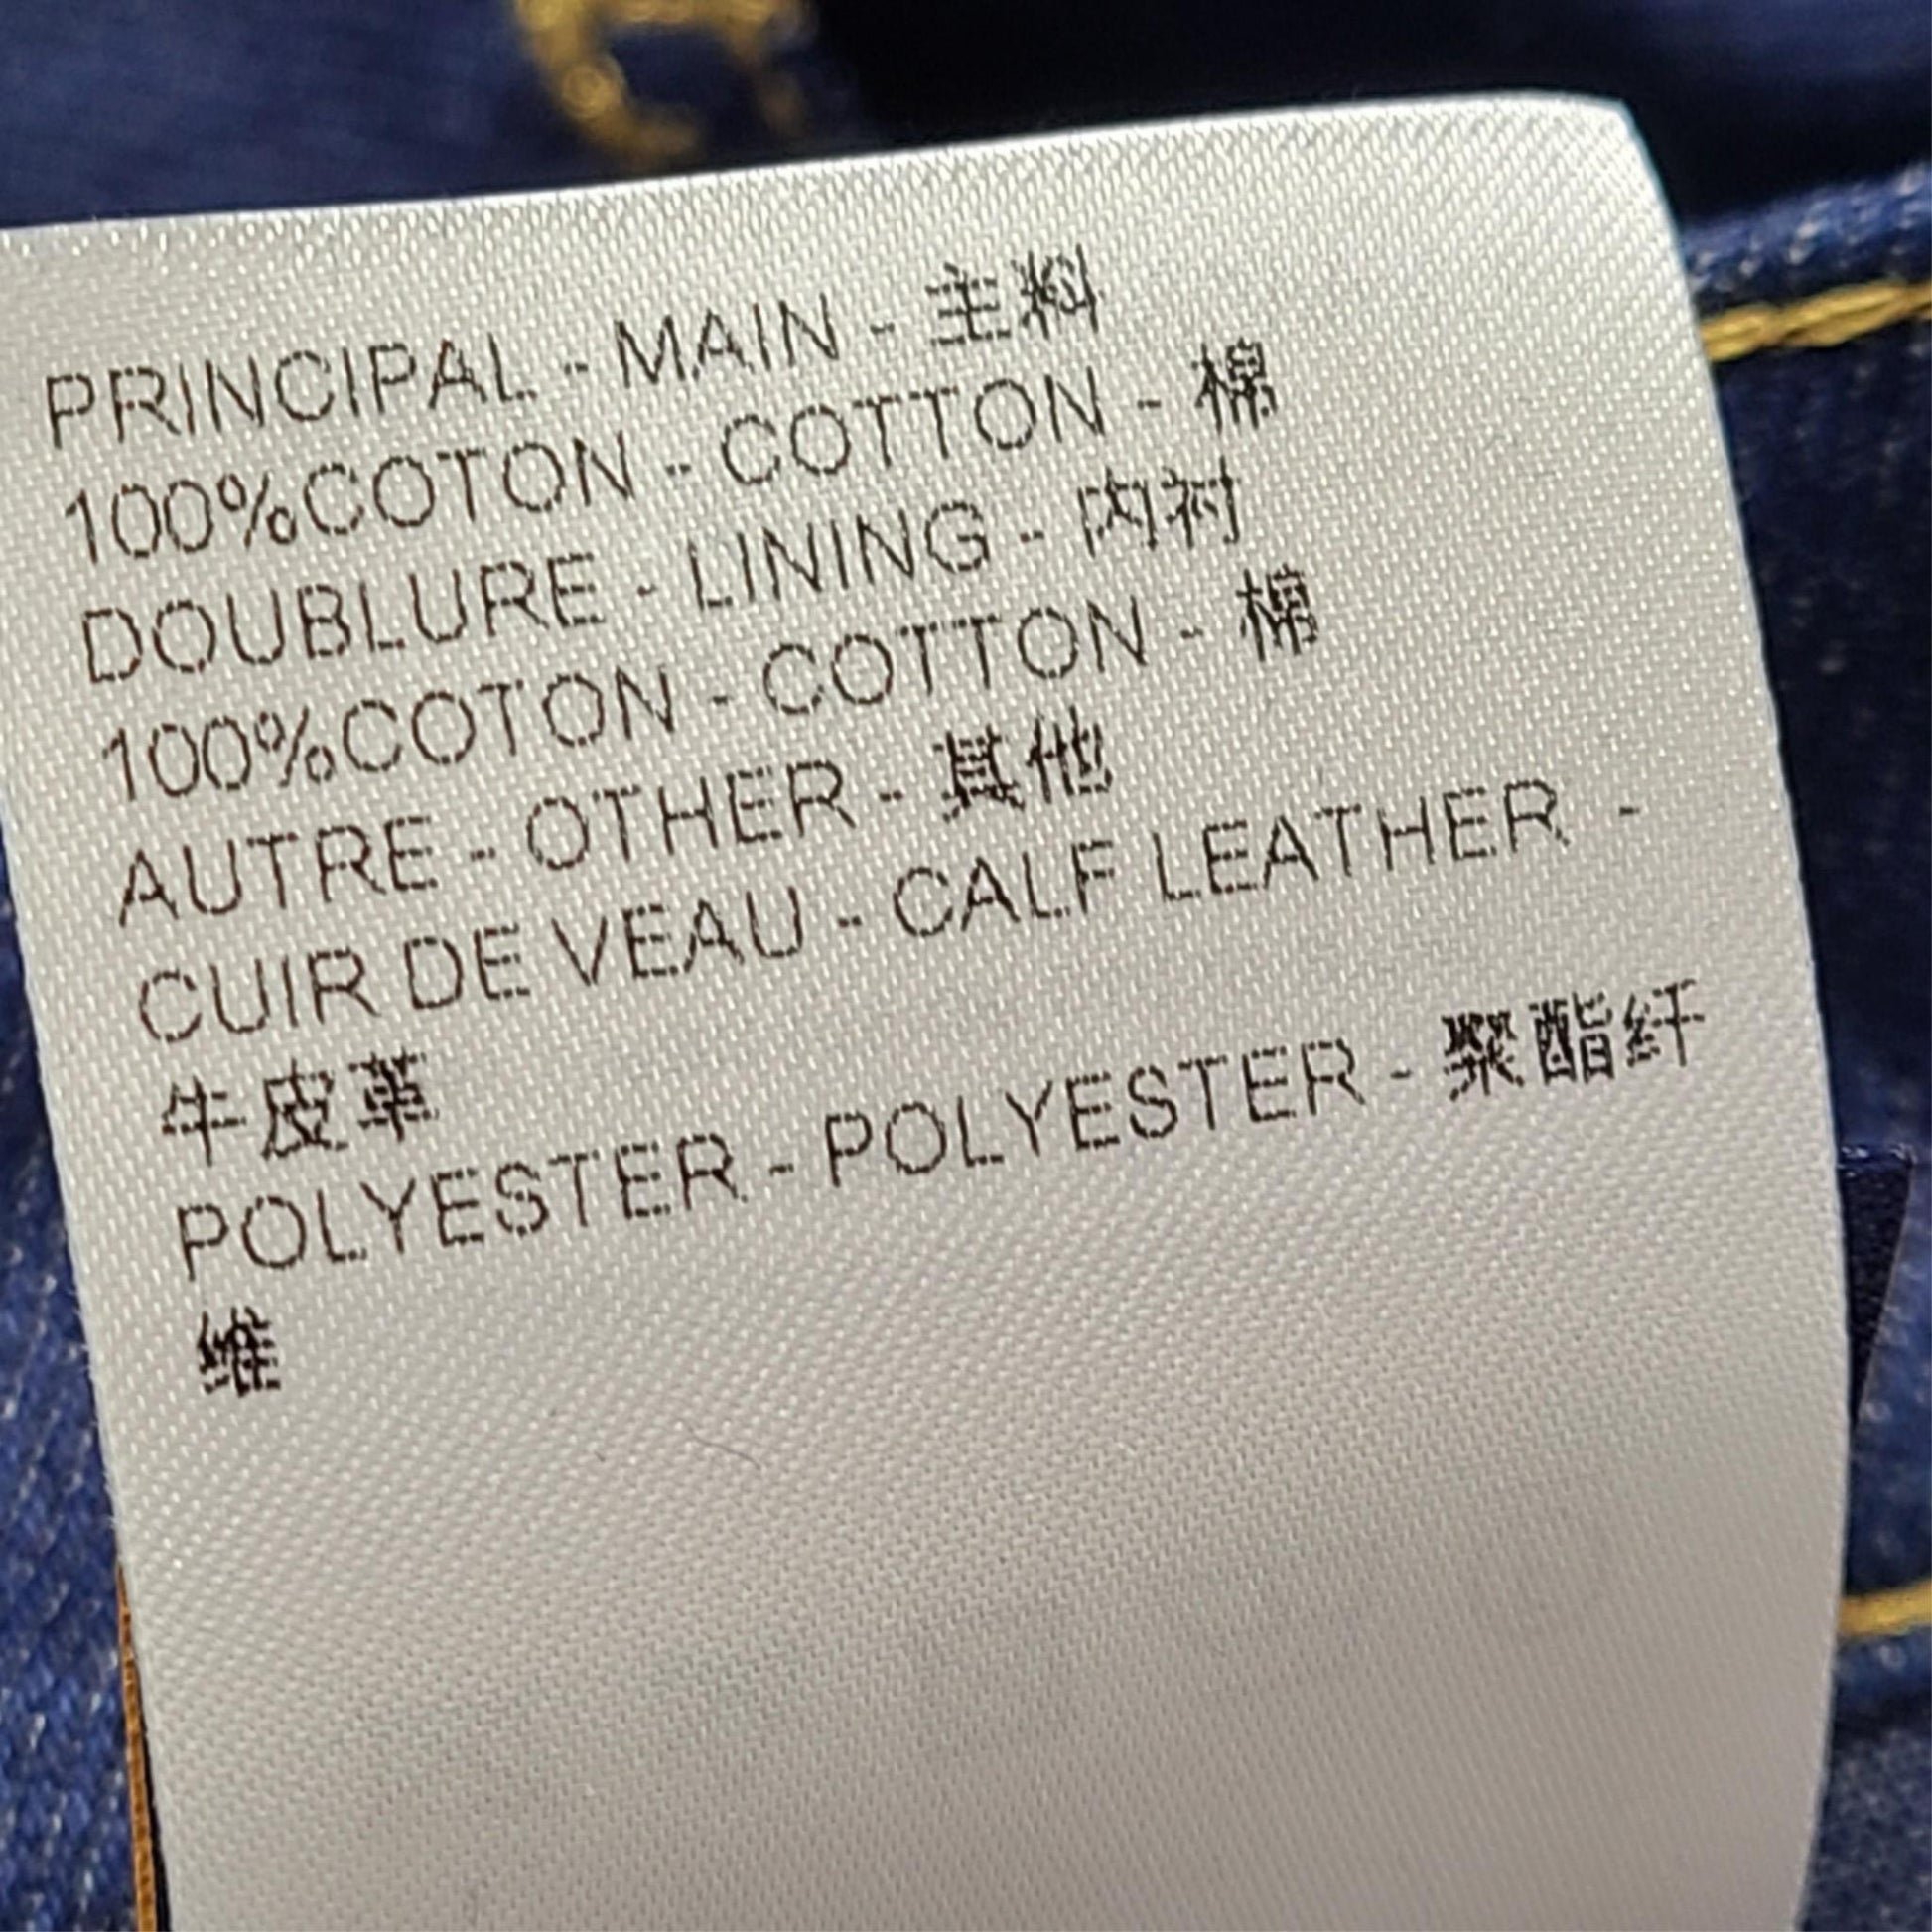 PRINCIPAL - MAIN - 主料
100%COTON - COTTON - 棉
DOUBLURE - LINING - 内衬
100%COTON - COTTON - 棉
AUTRE - OTHER - 其他
CUIR DE VEAU - CALF LEATHER -
牛皮革
POLYESTER - POLYESTER - 聚酯纤
维